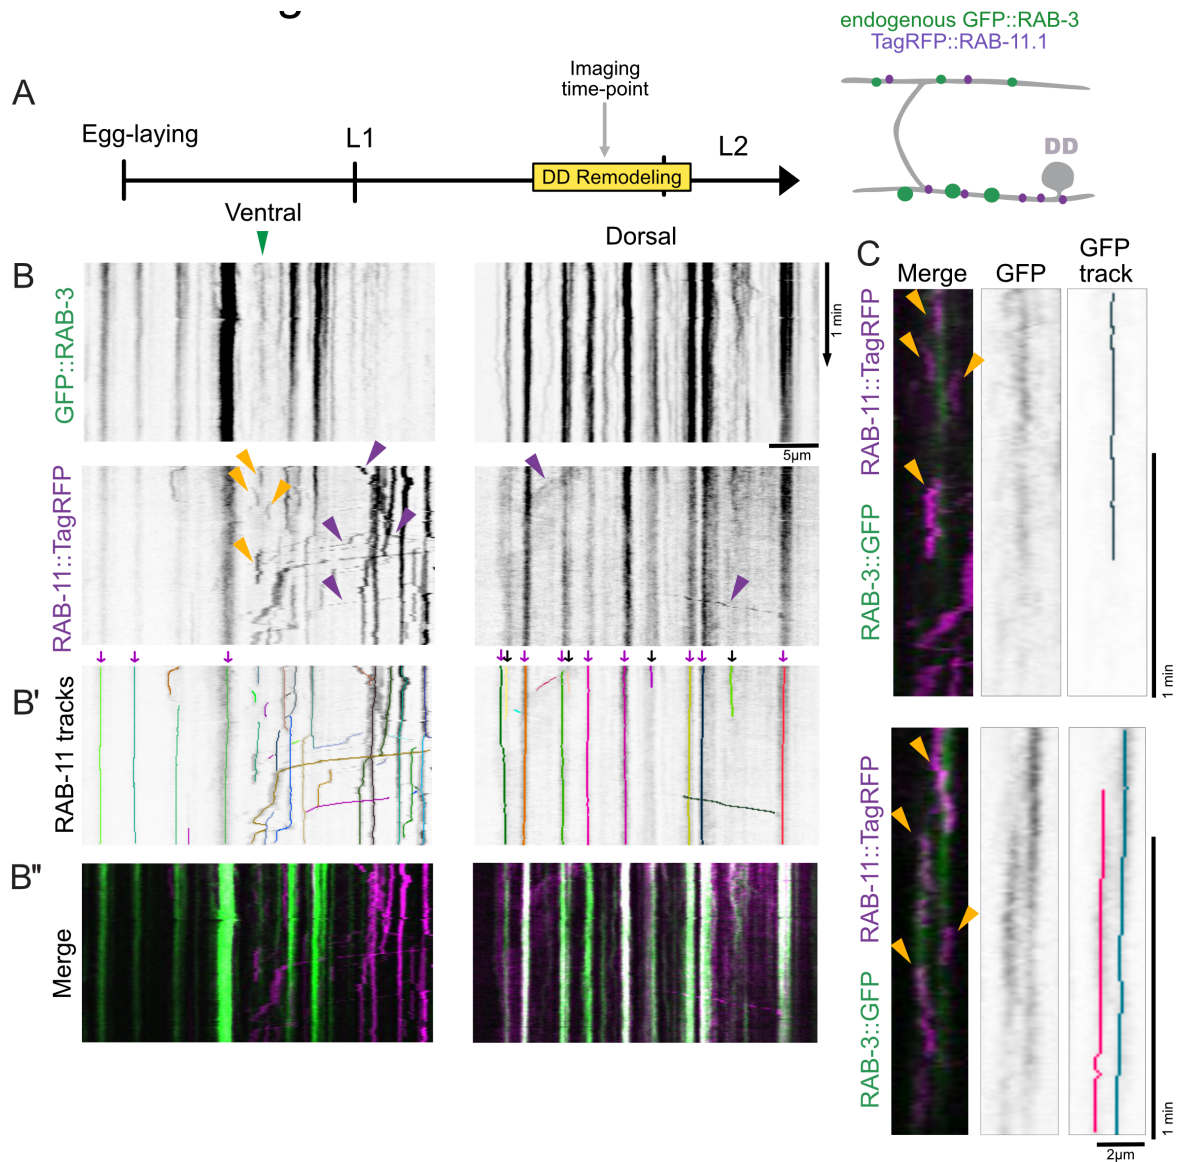 endogenous GFP::RAB-3
TagRFP::RAB-11.1
A
Imaging
time-point
Egg-laying
L1
L2
DD Remodeling
DD
Ventral
Dorsal
B
GFP::RAB-3
1 min
5µm
RAB-11::TagRFP
B'
RAB-11 tracks
B"
Merge
C
Merge
GFP
GFP
track
RAB-11::TagRFP
RAB-3::GFP
1 min
RAB-11::TagRFP
RAB-3::GFP
1 min
2µm